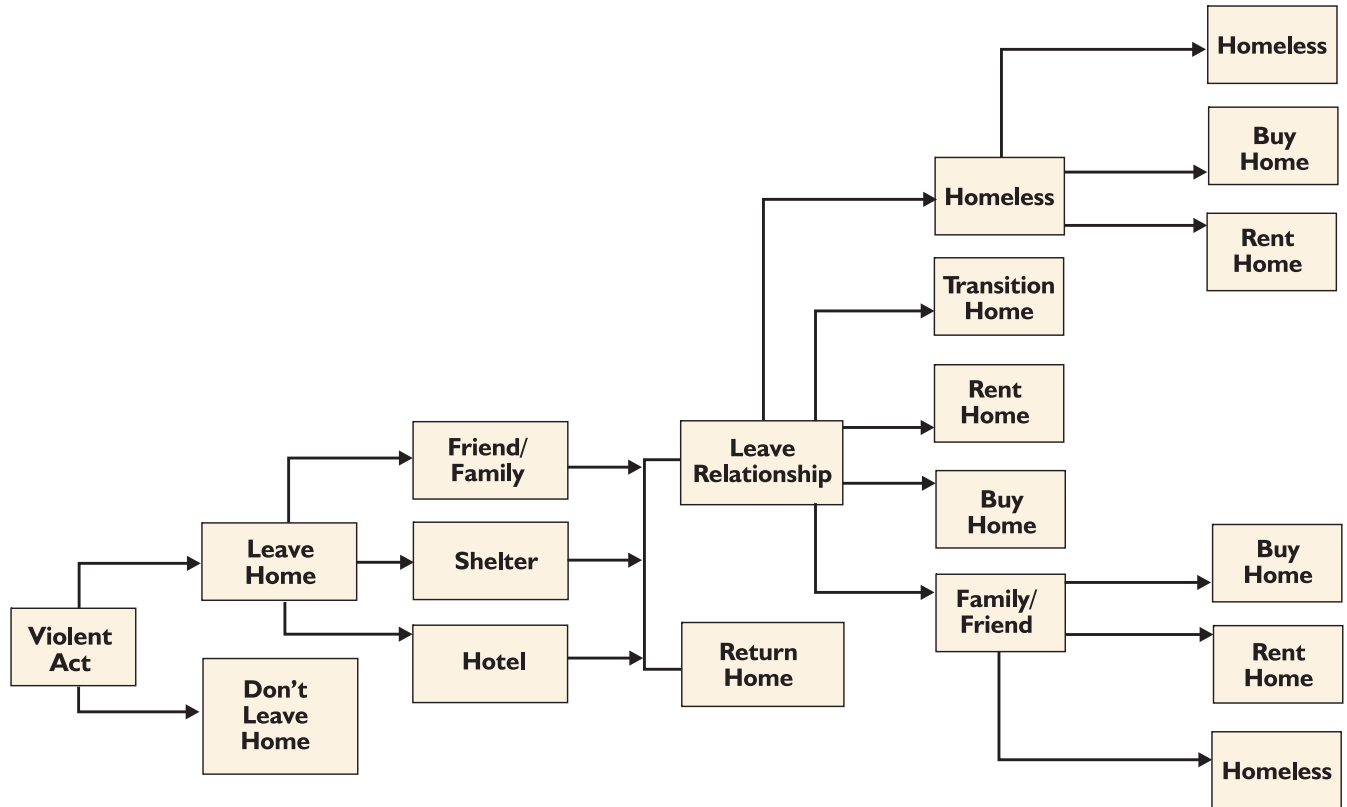 Homeless
Buy
Home
Homeless
Rent
Home
Transition
Home
Rent
Home
Friend/
Family
Leave
Relationship
Buy
Home
Leave
Home
Shelter
Buy
Home
Family/
Friend
Violent
Act
Hotel
Return
Home
Rent
Home
Don't
Leave
Home
Homeless